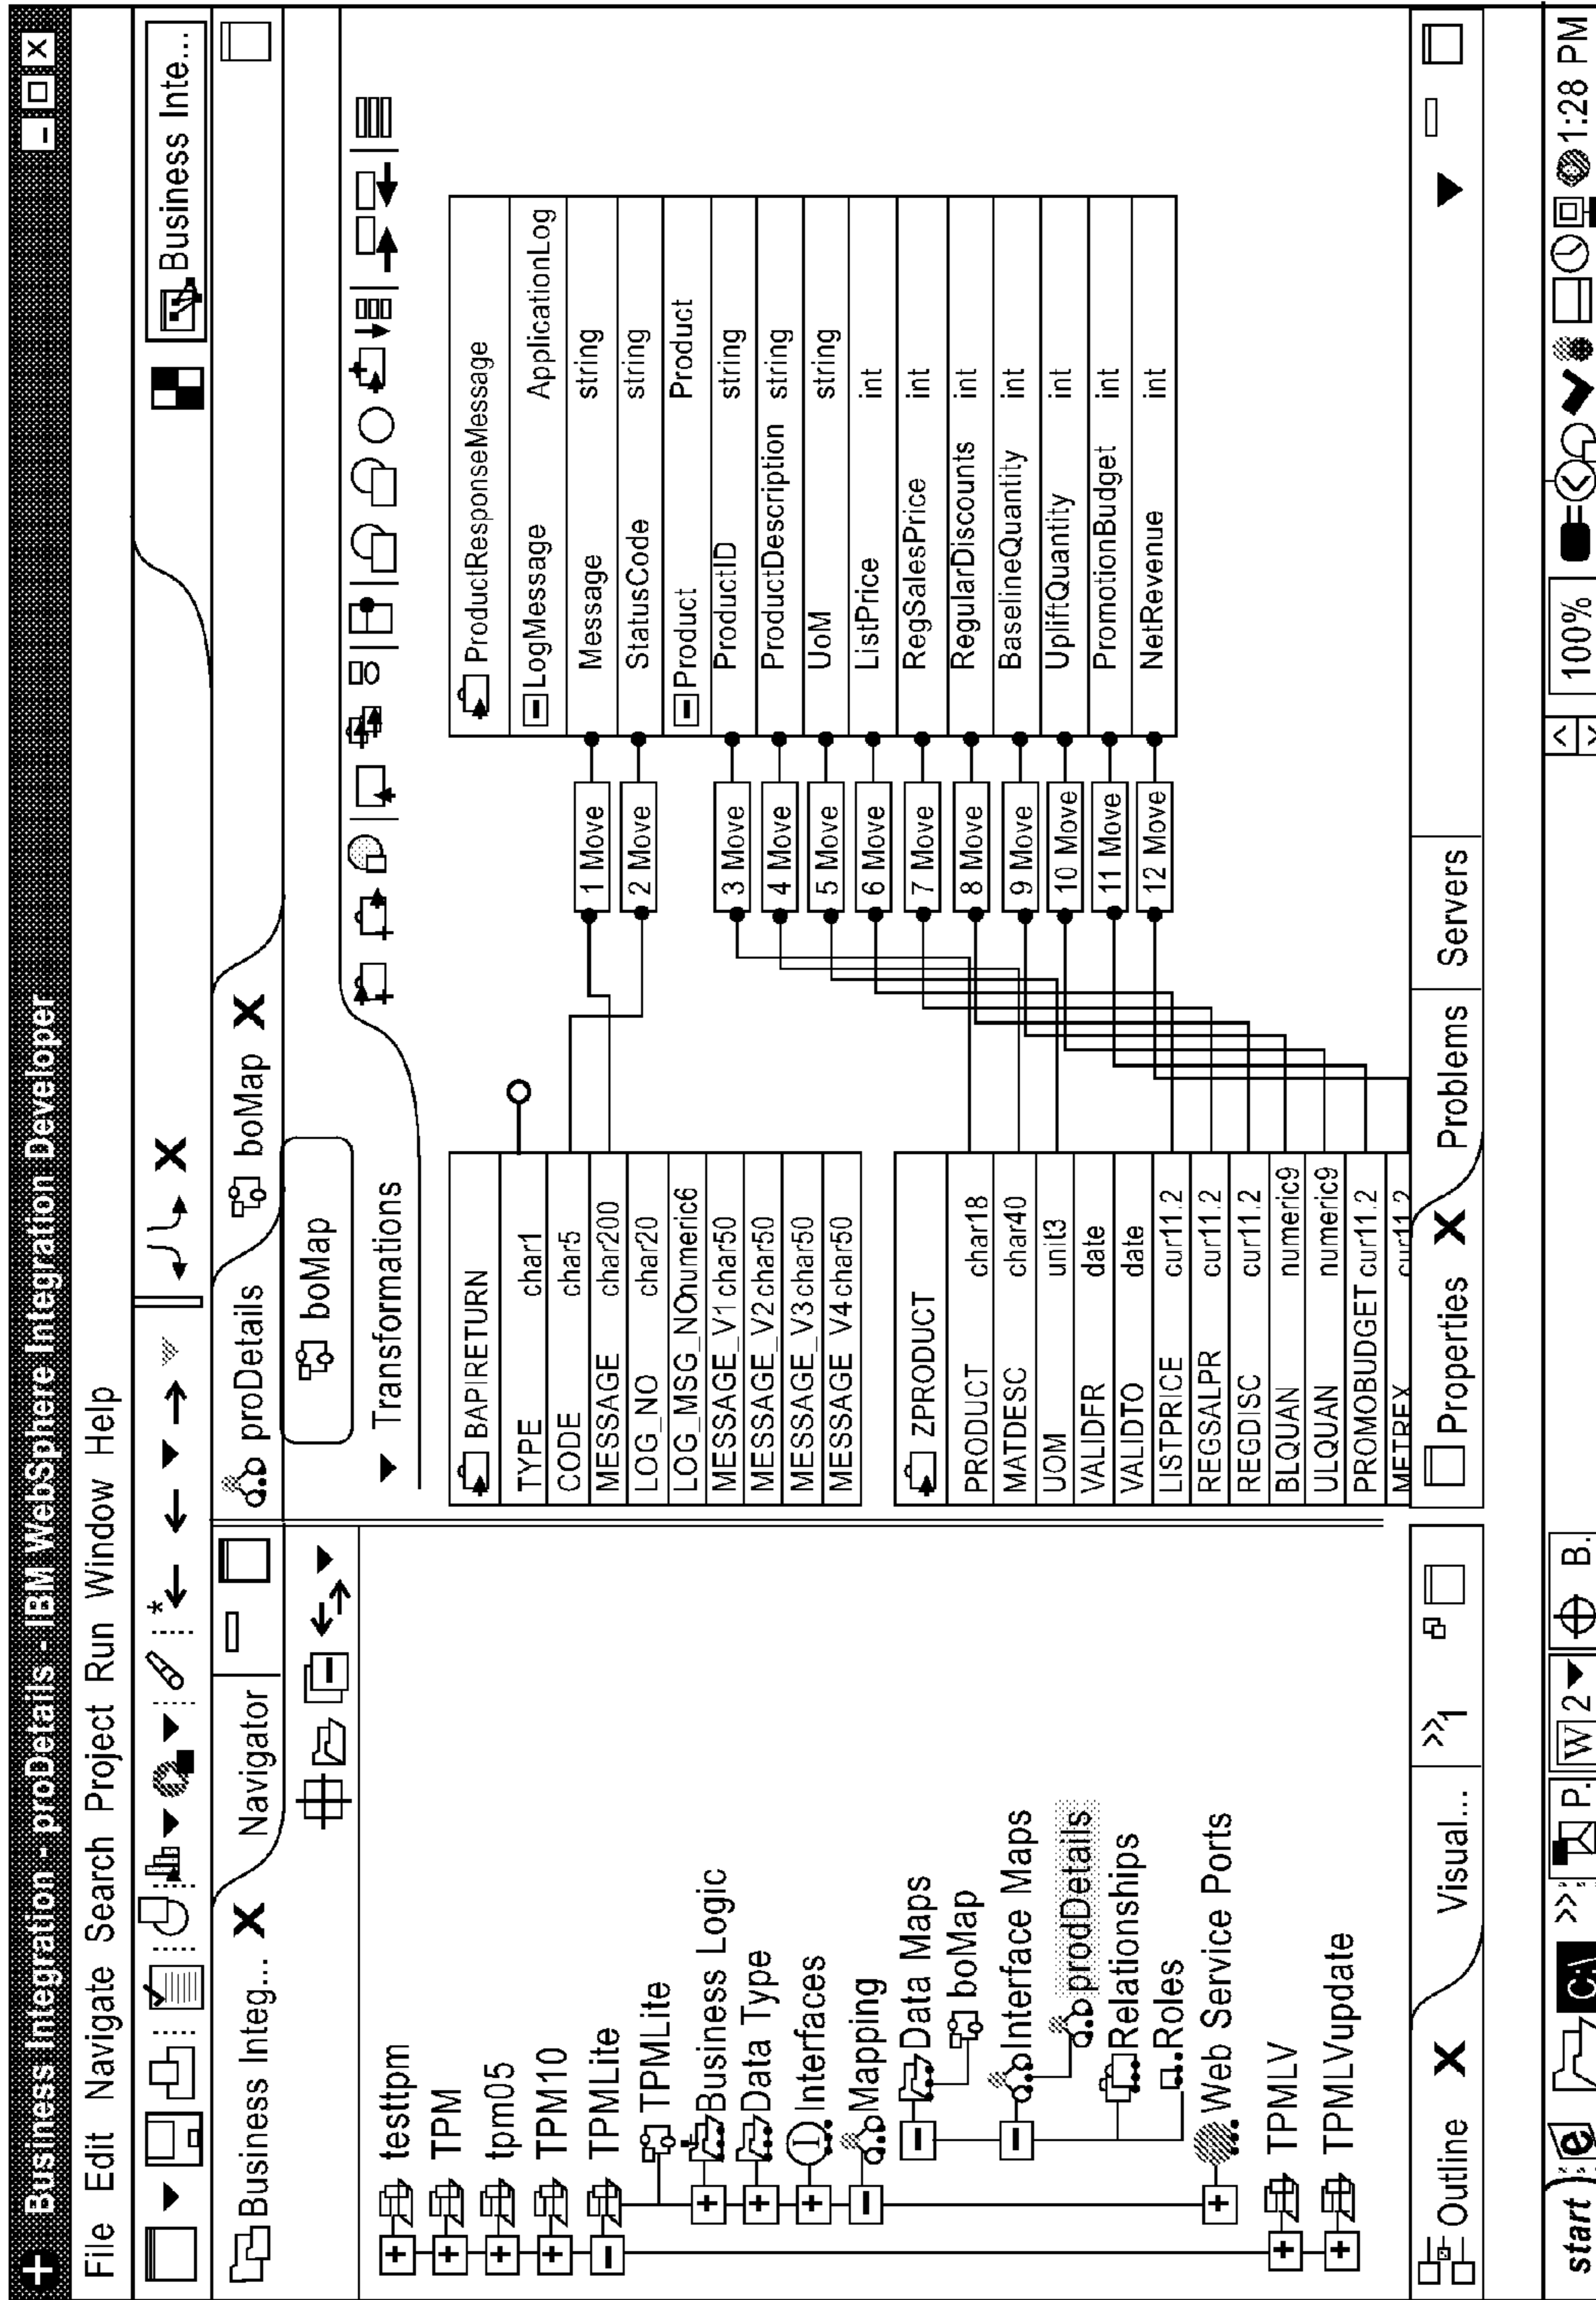 Business Integration - proDetails - IBM WebSphere Integration Developer
File Edit Navigate Search Project Run Window Help
Business Inte...
Business Integ... X Navigator
proDetails boMap X
boMap
Transformations
testtpm
TPM
tpm05
TPM10
TPMLite
TPMLite
Business Logic
Data Type
Interfaces
Mapping
Data Maps
boMap
Interface Maps
prodDetails
Relationships
Roles
Web Service Ports
TPMLV
TPMLVupdate
BAPIRETURN
TYPE char1
CODE char5
MESSAGE char200
LOG_NO char20
LOG_MSG_NO numeric6
MESSAGE_V1 char50
MESSAGE_V2 char50
MESSAGE_V3 char50
MESSAGE_V4 char50
ZPRODUCT
PRODUCT char18
MATDESC char40
UOM unit3
VALIDFR date
VALIDTO date
LISTPRICE cur11.2
REGSALPR cur11.2
REGDISC cur11.2
BLQUAN numeric9
ULQUAN numeric9
PROMOBUDGET cur11.2
METREX cur11.2
1 Move
2 Move
3 Move
4 Move
5 Move
6 Move
7 Move
8 Move
9 Move
10 Move
11 Move
12 Move
ProductResponseMessage
LogMessage ApplicationLog
Message string
StatusCode string
Product Product
ProductID string
ProductDescription string
UoM string
ListPrice int
RegSalesPrice int
RegularDiscounts int
BaselineQuantity int
UpliftQuantity int
PromotionBudget int
NetRevenue int
Outline X Visual... >>1
Properties X Problems Servers
start e C:\ >> P. W 2 B. 100% 1:28 PM